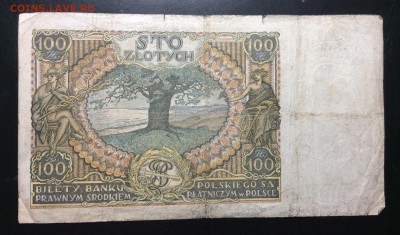 COINS.LAVE.RU
100 STO 100
ZŁOTYCH
100 100
BILETY BANKU POLSKIEGO SĄ
PRAWNYM ŚRODKIEM PŁATNICZYM W POLSCE